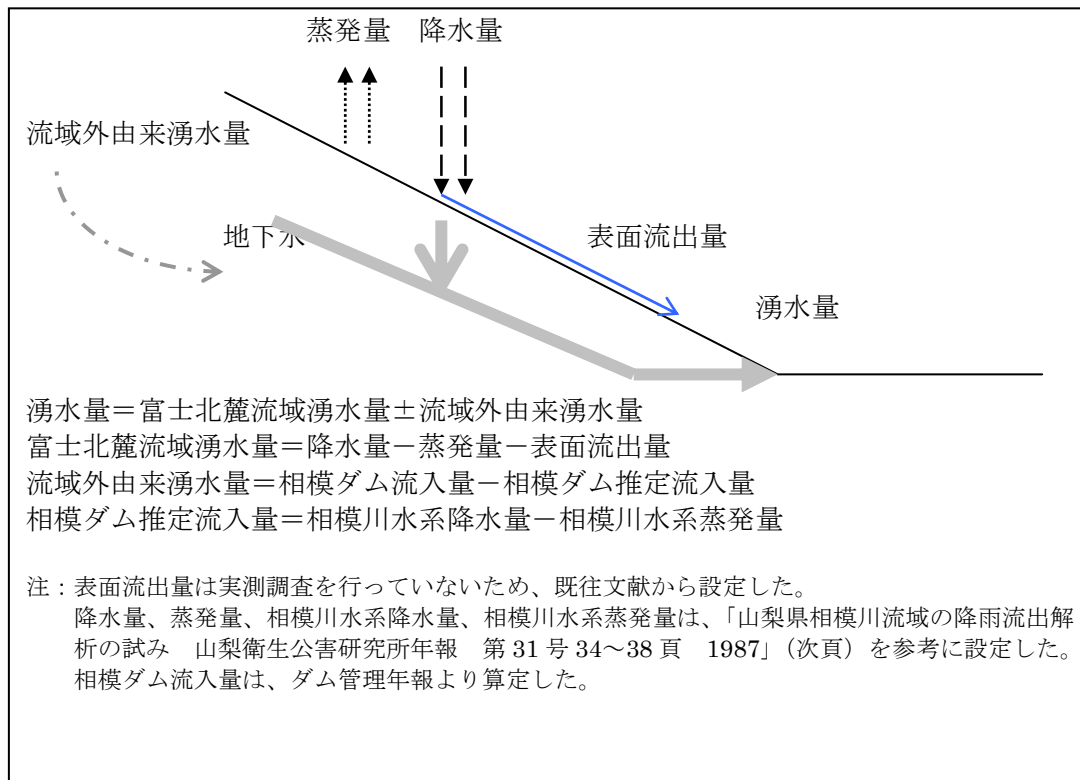 蒸発量 降水量
流域外由来湧水量
地下水
表面流出量
湧水量
湧水量＝富士北麓流域湧水量±流域外由来湧水量
富士北麓流域湧水量＝降水量－蒸発量－表面流出量
流域外由来湧水量＝相模ダム流入量－相模ダム推定流入量
相模ダム推定流入量＝相模川水系降水量－相模川水系蒸発量
注：表面流出量は実測調査を行っていないため、既往文献から設定した。
降水量、蒸発量、相模川水系降水量、相模川水系蒸発量は、「山梨県相模川流域の降雨流出解
析の試み 山梨衛生公害研究所年報 第 31 号 34～38 頁 1987」（次頁）を参考に設定した。
相模ダム流入量は、ダム管理年報より算定した。